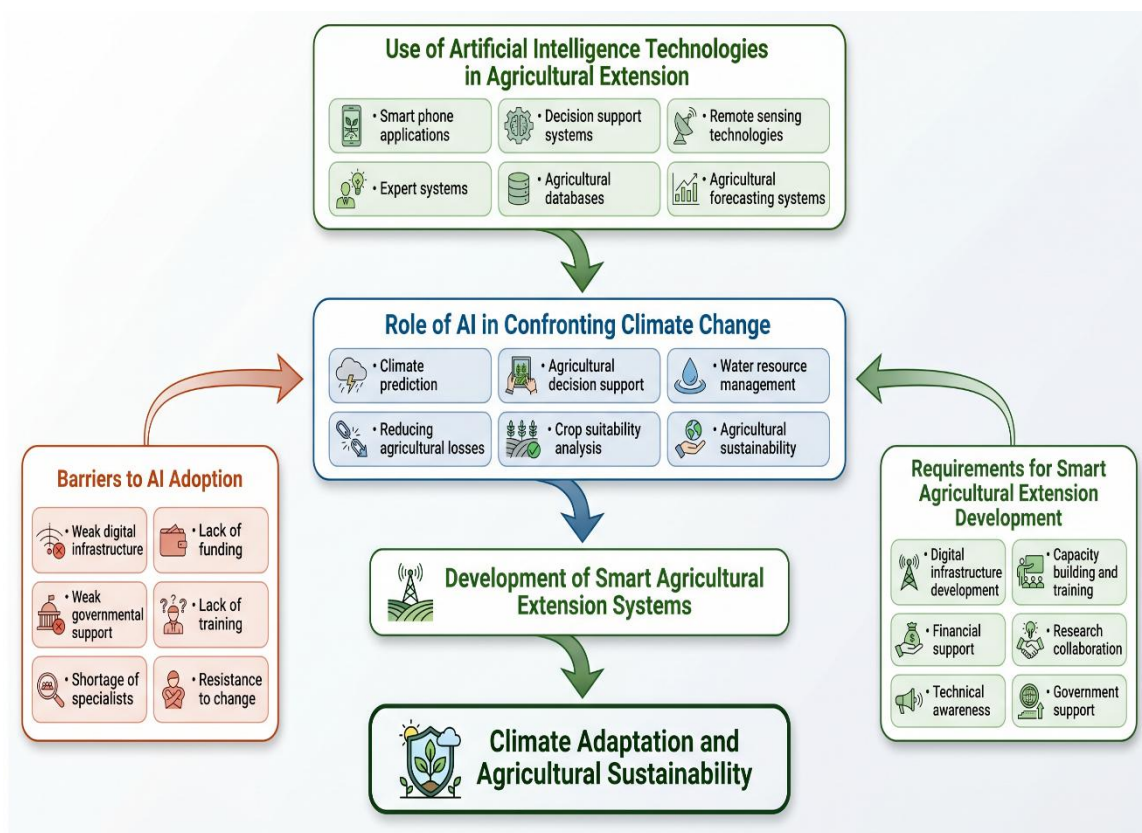 Use of Artificial Intelligence Technologies
in Agricultural Extension
• Smart phone
applications
• Decision support
systems
• Remote sensing
technologies
• Expert systems
• Agricultural
databases
• Agricultural
forecasting systems
Role of AI in Confronting Climate Change
• Climate
prediction
• Agricultural
decision support
• Water resource
management
• Reducing
agricultural losses
• Crop suitability
analysis
• Agricultural
sustainability
Barriers to AI Adoption
• Weak digital
infrastructure
• Lack of
funding
• Weak
governmental
support
• Lack of
training
• Shortage of
specialists
• Resistance
to change
Requirements for Smart
Agricultural Extension
Development
• Digital
infrastructure
development
• Capacity
building and
training
• Financial
support
• Research
collaboration
• Technical
awareness
• Government
support
Development of Smart Agricultural
Extension Systems
Climate Adaptation and
Agricultural Sustainability